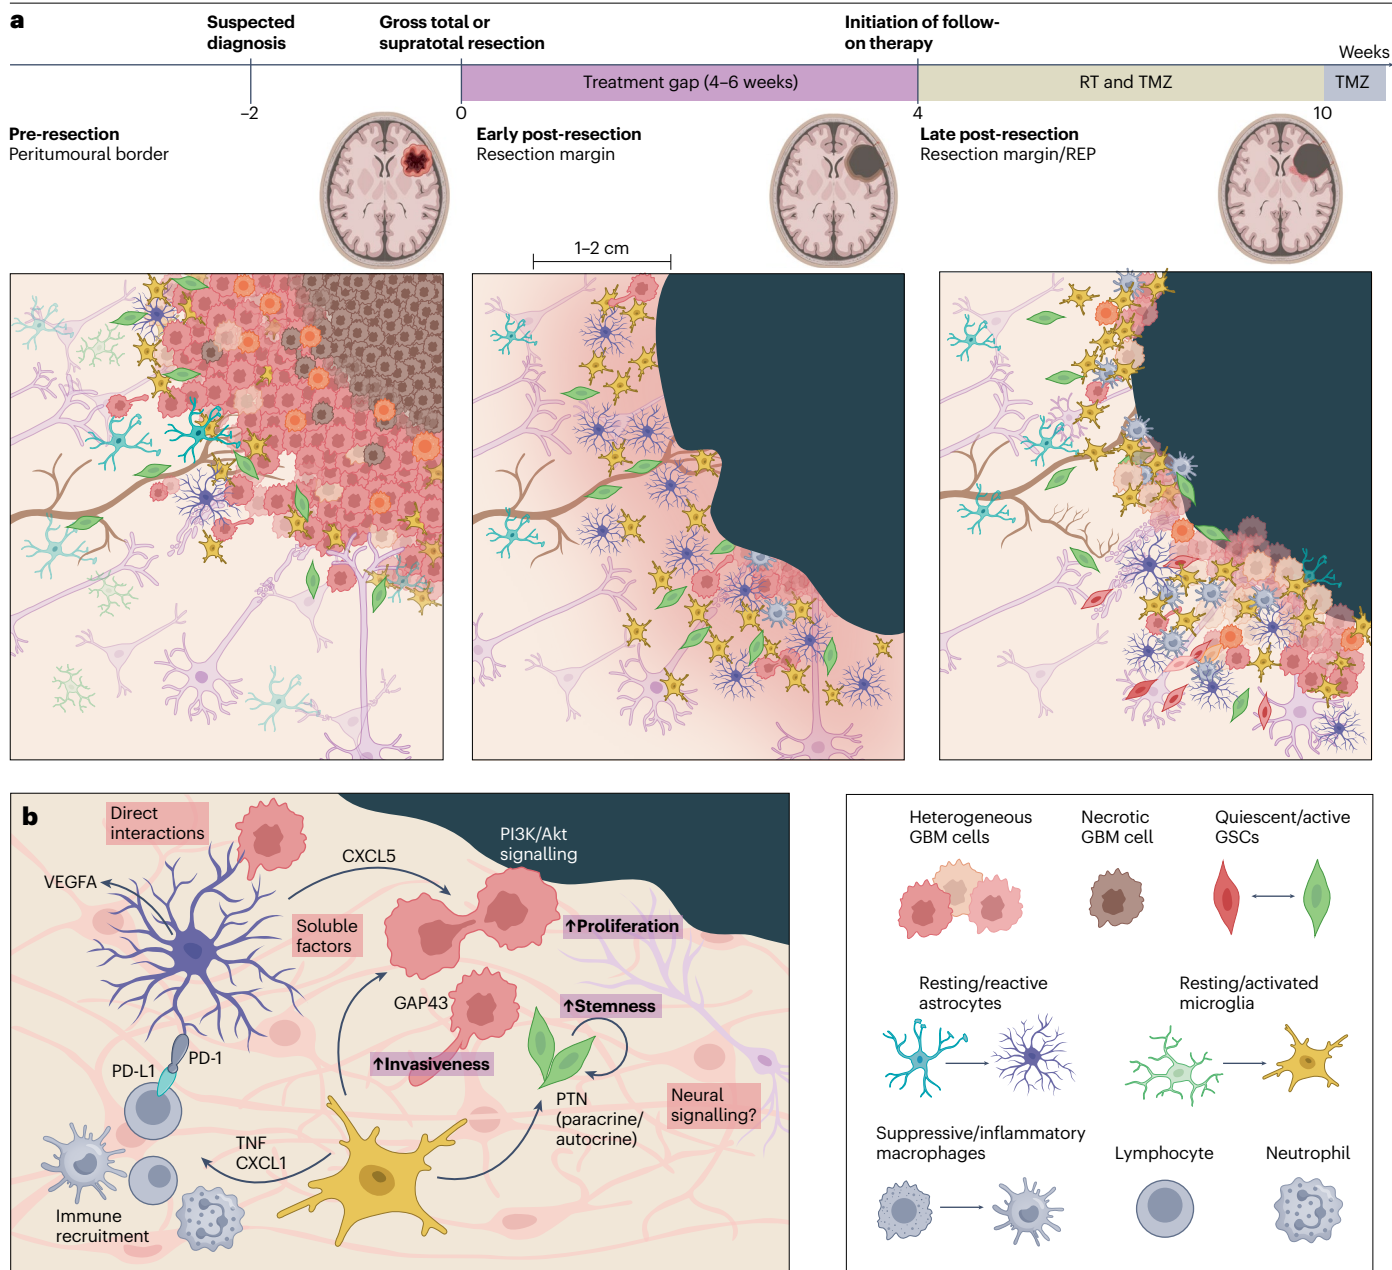 a
Suspected
diagnosis
Gross total or
supratotal resection
Initiation of follow-
on therapy
Weeks
Treatment gap (4–6 weeks)
RT and TMZ
TMZ
–2
0
4
10
Pre-resection
Peritumoural border
Early post-resection
Resection margin
Late post-resection
Resection margin/REP
1–2 cm
b
Direct
interactions
VEGFA
CXCL5
PI3K/Akt
signalling
Soluble
factors
↑Proliferation
GAP43
↑Stemness
↑Invasiveness
PD-1
PD-L1
PTN
(paracrine/
autocrine)
Neural
signalling?
TNF
CXCL1
Immune
recruitment
Heterogeneous
GBM cells
Necrotic
GBM cell
Quiescent/active
GSCs
Resting/reactive
astrocytes
Resting/activated
microglia
Suppressive/inflammatory
macrophages
Lymphocyte
Neutrophil